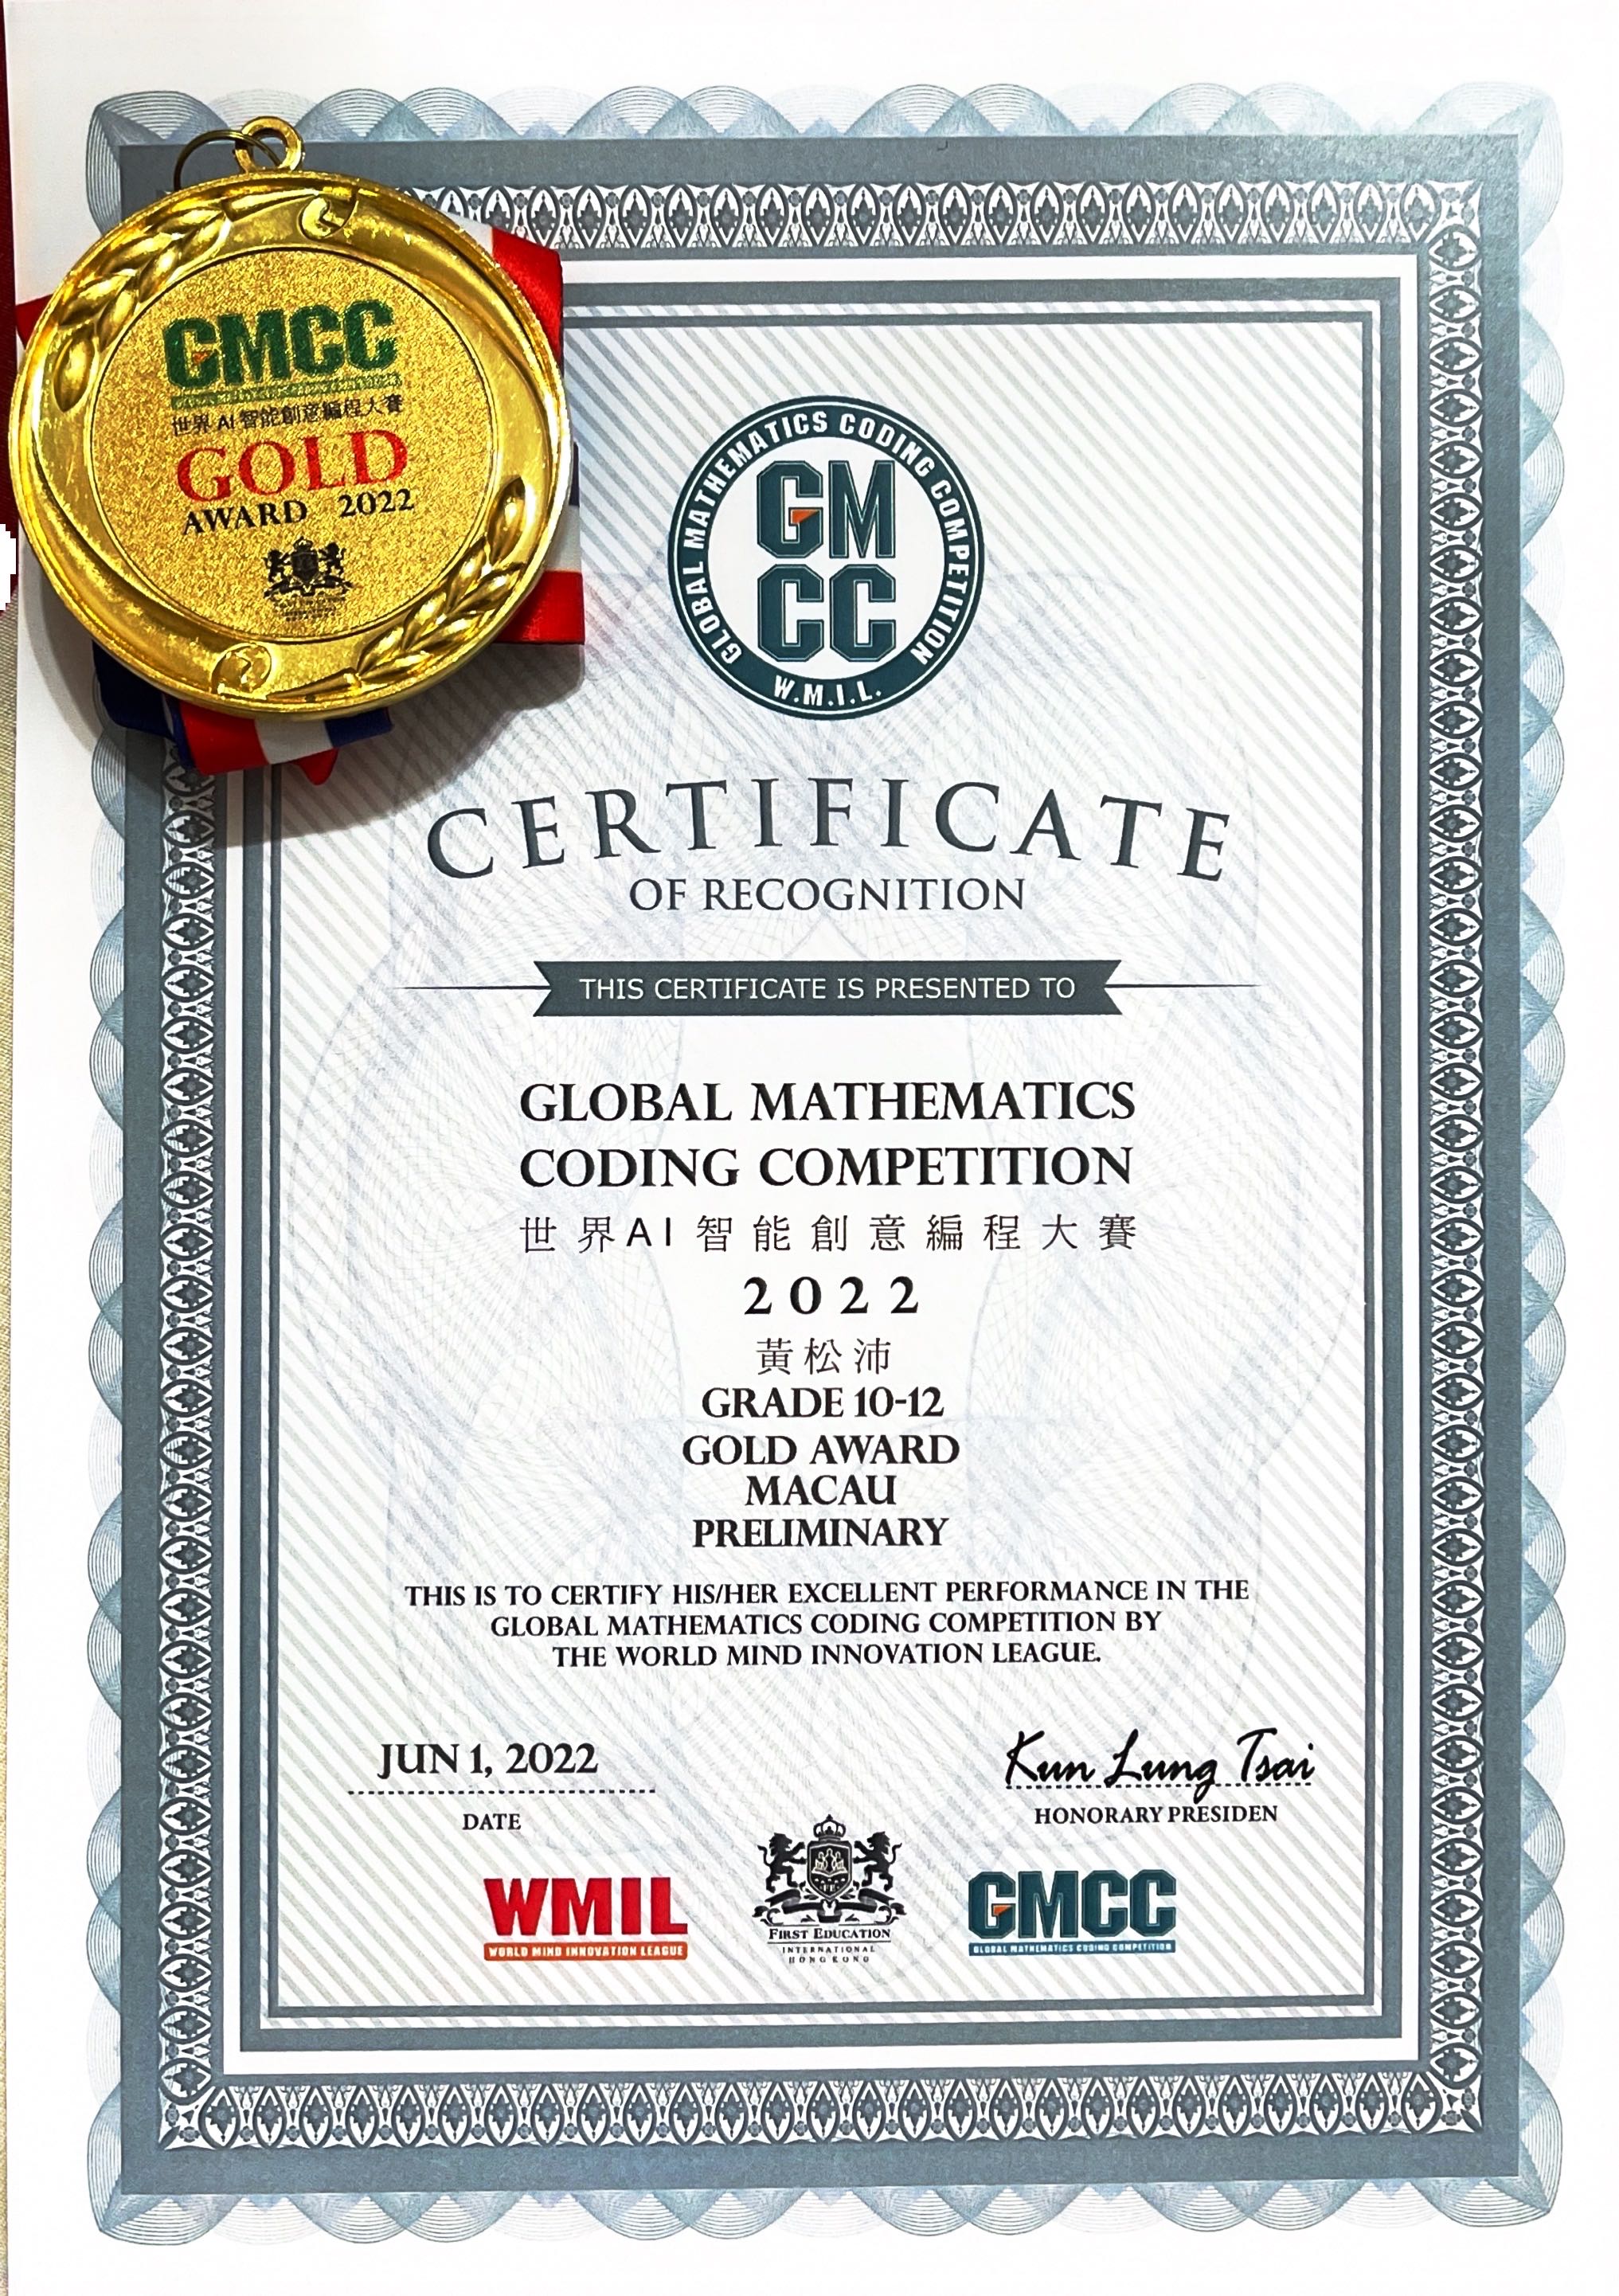 GMCC
世界 AI 智能創意編程大賽
GOLD
AWARD 2022
GLOBAL MATHEMATICS CODING COMPETITION
GM
CC
W.M.I.L.
CERTIFICATE
OF RECOGNITION
THIS CERTIFICATE IS PRESENTED TO
GLOBAL MATHEMATICS
CODING COMPETITION
世界AI智能創意編程大賽
2022
黃松沛
GRADE 10-12
GOLD AWARD
MACAU
PRELIMINARY
THIS IS TO CERTIFY HIS/HER EXCELLENT PERFORMANCE IN THE
GLOBAL MATHEMATICS CODING COMPETITION BY
THE WORLD MIND INNOVATION LEAGUE.
JUN 1, 2022
DATE
Kun Lung Tsai
HONORARY PRESIDEN
WMIL
WORLD MIND INNOVATION LEAGUE
FIRST EDUCATION
INTERNATIONAL
HONG KONG
GMCC
GLOBAL MATHEMATICS CODING COMPETITION